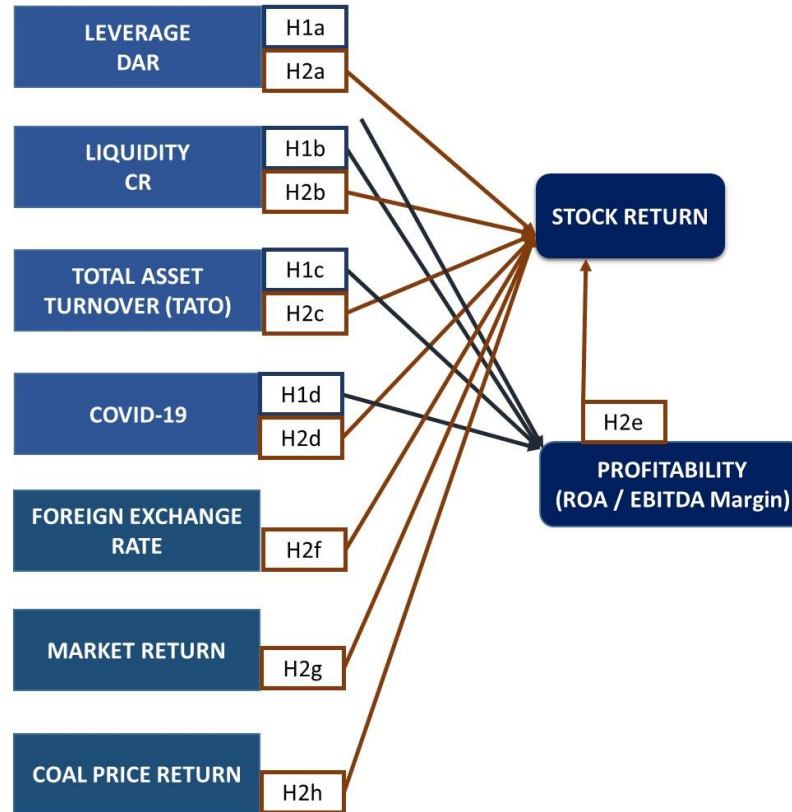 LEVERAGE
DAR
H1a
H2a
LIQUIDITY
CR
H1b
H2b
STOCK RETURN
TOTAL ASSET
TURNOVER (TATO)
H1c
H2c
COVID-19
H1d
H2d
H2e
PROFITABILITY
(ROA / EBITDA Margin)
FOREIGN EXCHANGE
RATE
H2f
MARKET RETURN
H2g
COAL PRICE RETURN
H2h